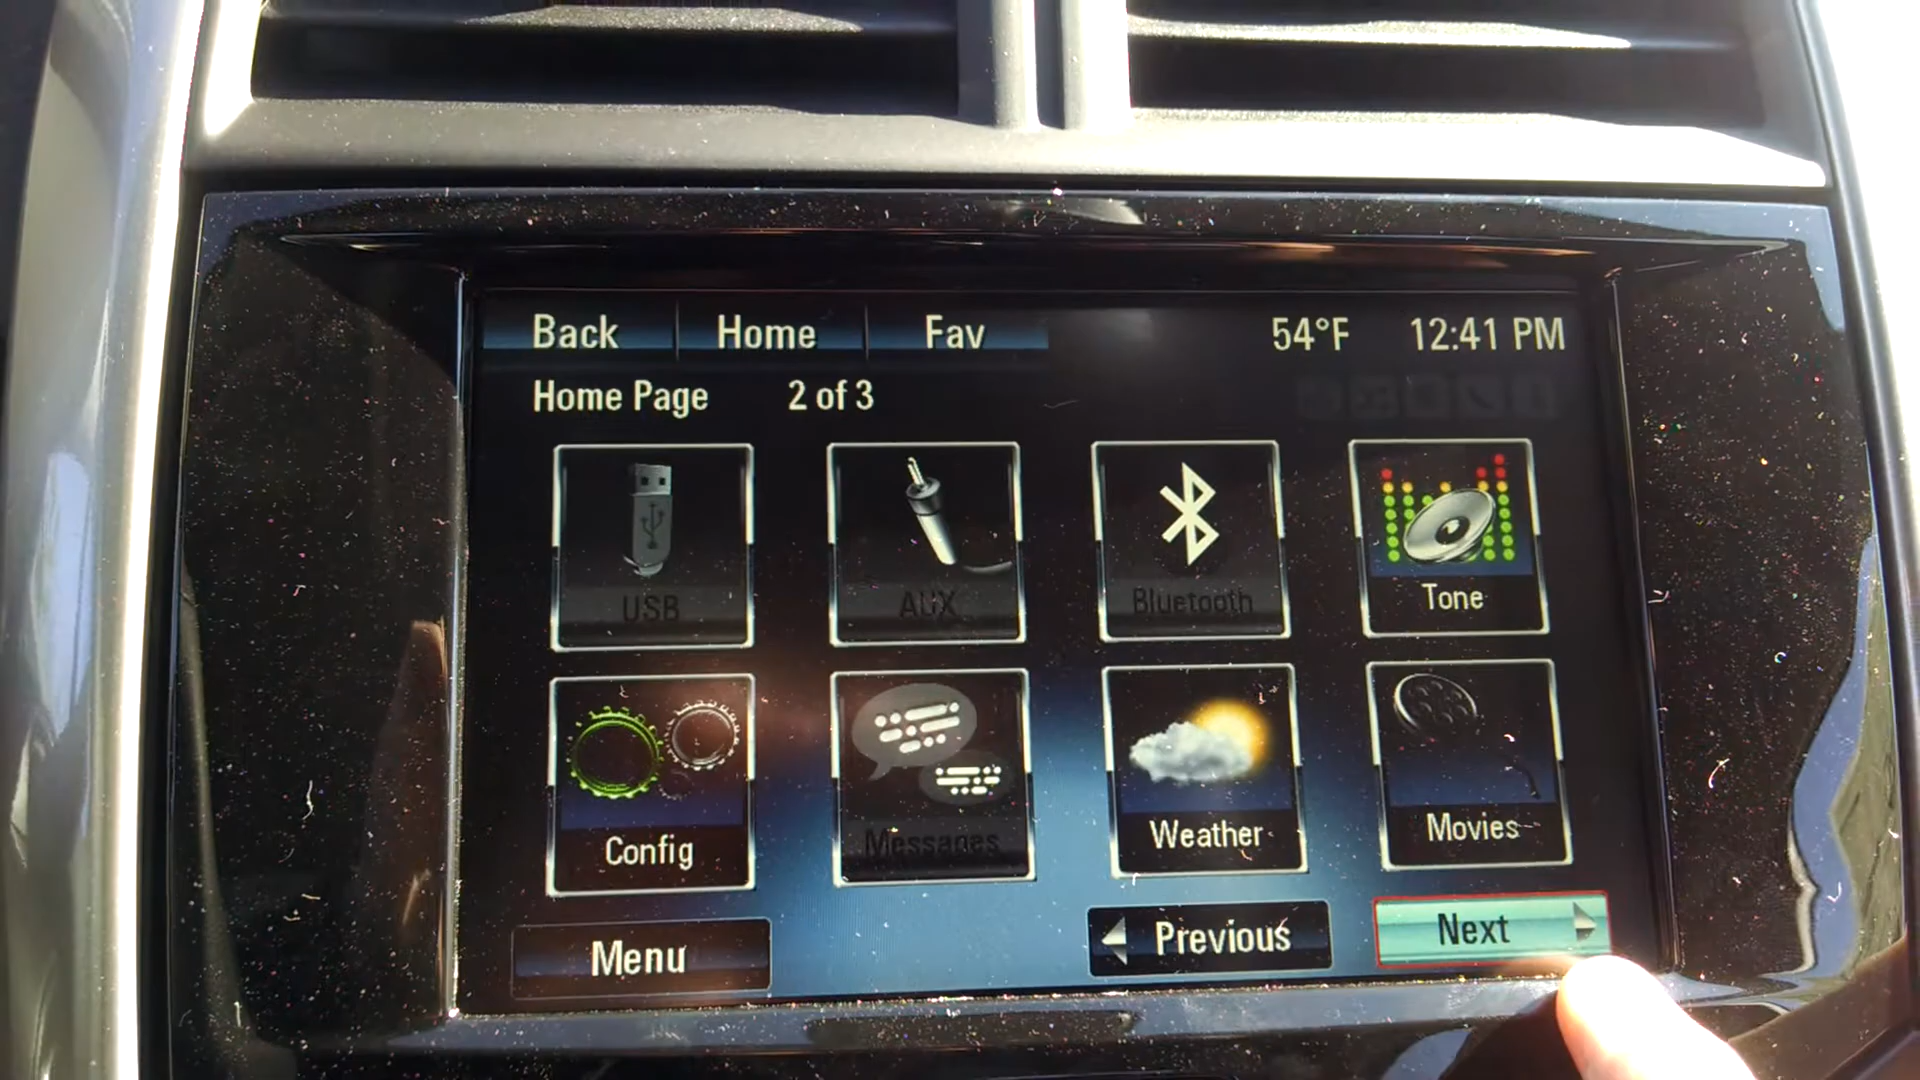 Back Home Fav 54°F 12:41 PM
Home Page 2 of 3
USB AUX Bluetooth Tone
Config Messages Weather Movies
Menu Previous Next